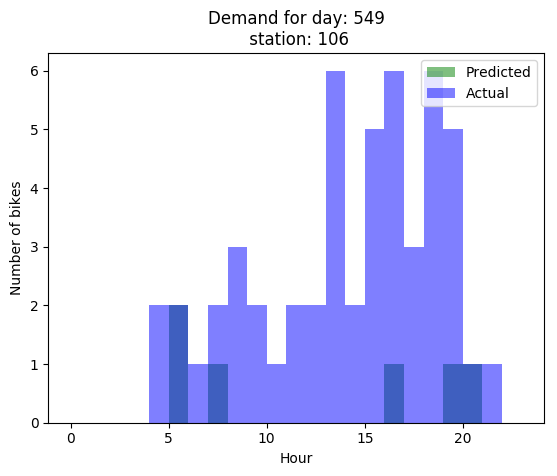 Demand for day: 549
station: 106
Predicted
Actual
6
5
4
3
2
1
0
Number of bikes
0 5 10 15 20
Hour